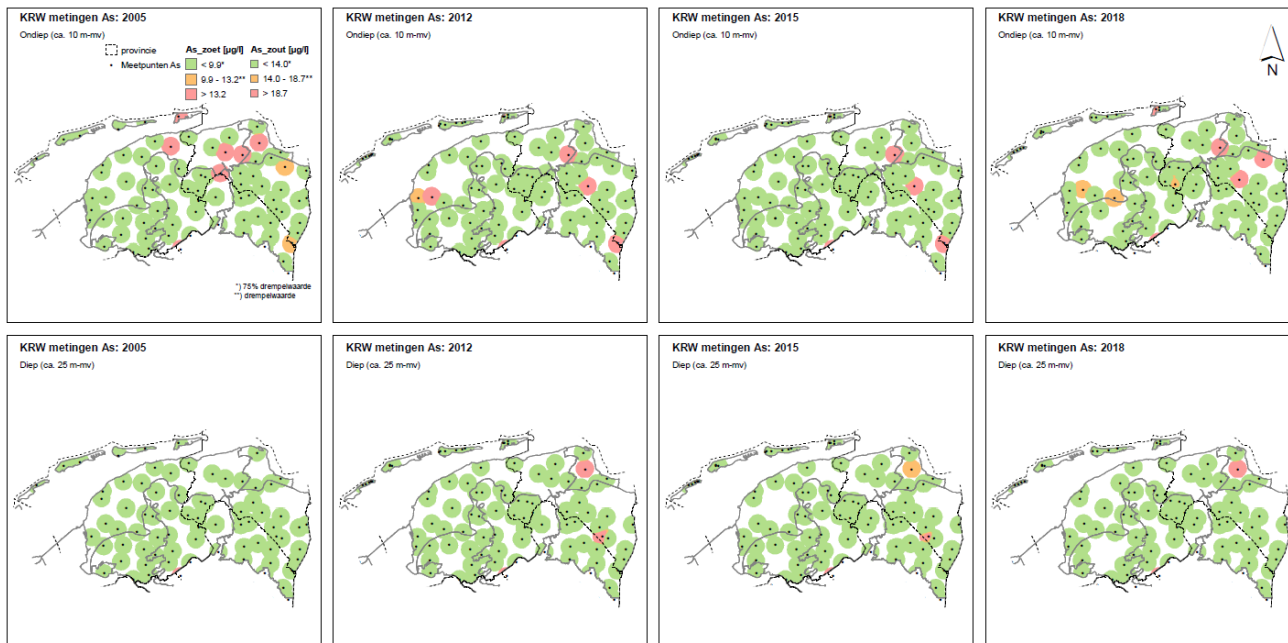 KRW metingen As: 2005
Ondiep (ca. 10 m-mv)
provincie
Meetpunten As
As_zoet [µg/l]
< 9.9*
9.9 - 13.2**
> 13.2
As_zout [µg/l]
< 14.0*
14.0 - 18.7**
> 18.7
*) 75% drempelwaarde
**) drempelwaarde
KRW metingen As: 2012
Ondiep (ca. 10 m-mv)
KRW metingen As: 2015
Ondiep (ca. 10 m-mv)
KRW metingen As: 2018
Ondiep (ca. 10 m-mv)
N
KRW metingen As: 2005
Diep (ca. 25 m-mv)
KRW metingen As: 2012
Diep (ca. 25 m-mv)
KRW metingen As: 2015
Diep (ca. 25 m-mv)
KRW metingen As: 2018
Diep (ca. 25 m-mv)